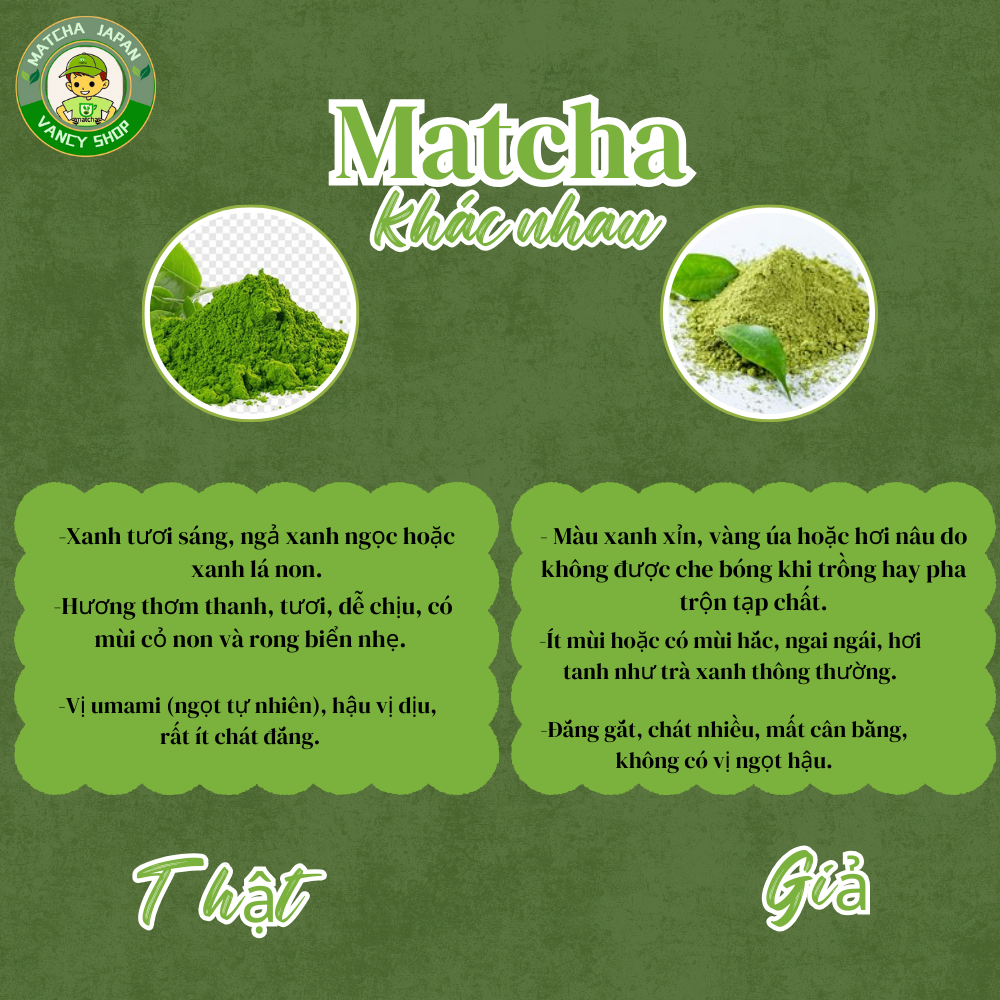 MATCHA JAPAN
matcha
VANCY SHOP
Matcha
khác nhau
-Xanh tươi sáng, ngả xanh ngọc hoặc
xanh lá non.
-Hương thơm thanh, tươi, dễ chịu, có
mùi cỏ non và rong biển nhẹ.
-Vị umami (ngọt tự nhiên), hậu vị dịu,
rất ít chát đắng.
- Màu xanh xỉn, vàng úa hoặc hơi nâu do
không được che bóng khi trồng hay pha
trộn tạp chất.
-Ít mùi hoặc có mùi hắc, ngai ngái, hơi
tanh như trà xanh thông thường.
-Đắng gắt, chát nhiều, mất cân bằng,
không có vị ngọt hậu.
Thật
Giả